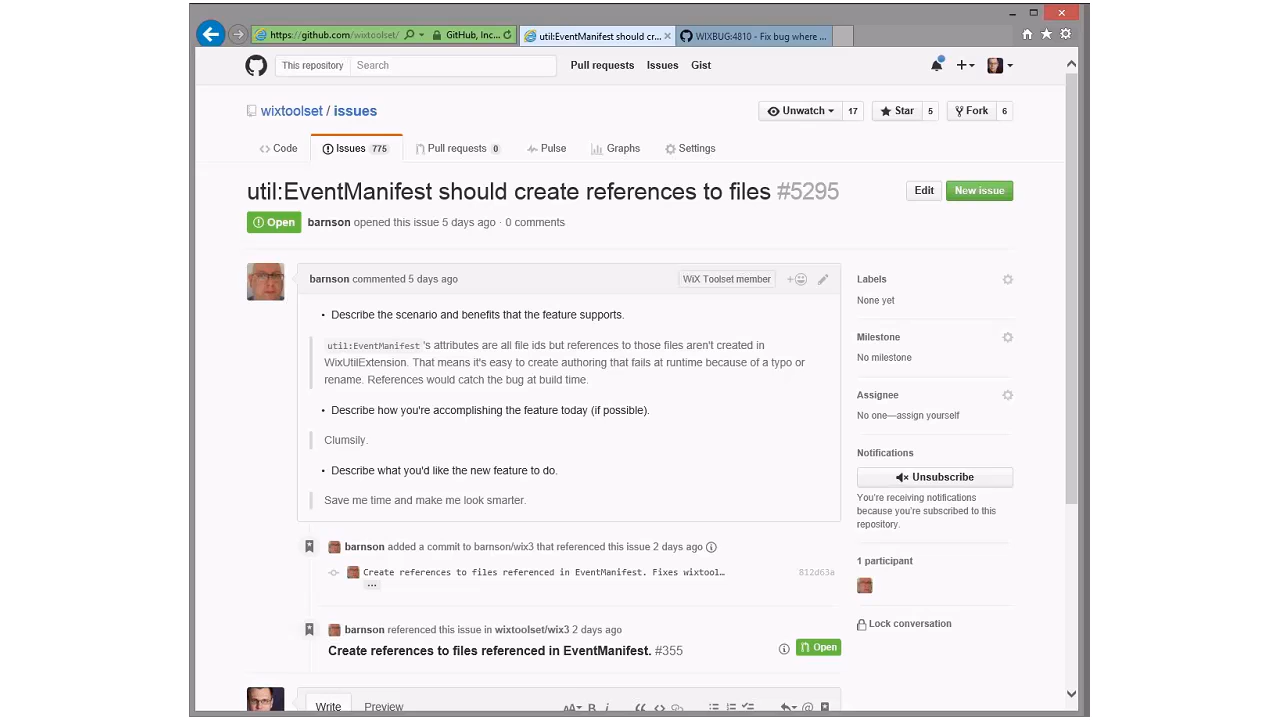 https://github.com/wixtoolset/ GitHub, Inc... util:EventManifest should cr... WIXBUG:4810 - Fix bug where ...
This repository Search Pull requests Issues Gist
wixtoolset / issues Unwatch 17 Star 5 Fork 6
Code Issues 775 Pull requests 0 Pulse Graphs Settings
util:EventManifest should create references to files #5295 Edit New issue
Open barnson opened this issue 5 days ago · 0 comments
barnson commented 5 days ago WiX Toolset member
• Describe the scenario and benefits that the feature supports.
util:EventManifest 's attributes are all file ids but references to those files aren't created in
WixUtilExtension. That means it's easy to create authoring that fails at runtime because of a typo or
rename. References would catch the bug at build time.
• Describe how you're accomplishing the feature today (if possible).
Clumsily.
• Describe what you'd like the new feature to do.
Save me time and make me look smarter.
barnson added a commit to barnson/wix3 that referenced this issue 2 days ago
Create references to files referenced in EventManifest. Fixes wixtool… 812d63a
...
barnson referenced this issue in wixtoolset/wix3 2 days ago
Create references to files referenced in EventManifest. #355 Open
Write Preview AA B i
Labels
None yet
Milestone
No milestone
Assignee
No one—assign yourself
Notifications
Unsubscribe
You're receiving notifications
because you're subscribed to this
repository.
1 participant
Lock conversation